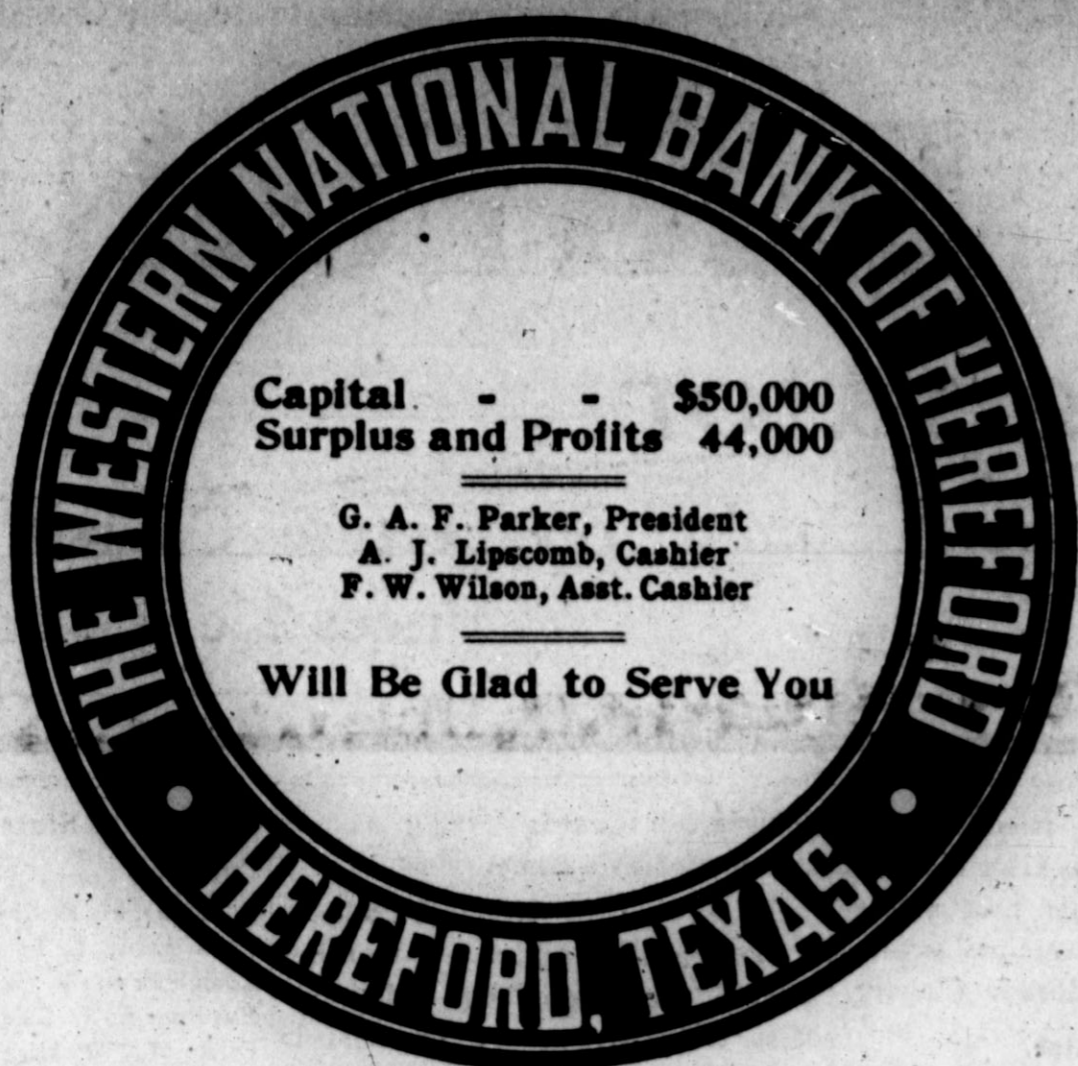 THE WESTERN NATIONAL BANK OF HEREFORD
Capital. - - $50,000
Surplus and Profits 44,000
G. A. F. Parker, President
A. J. Lipscomb, Cashier
F. W. Wilson, Asst. Cashier
Will Be Glad to Serve You
HEREFORD, TEXAS.